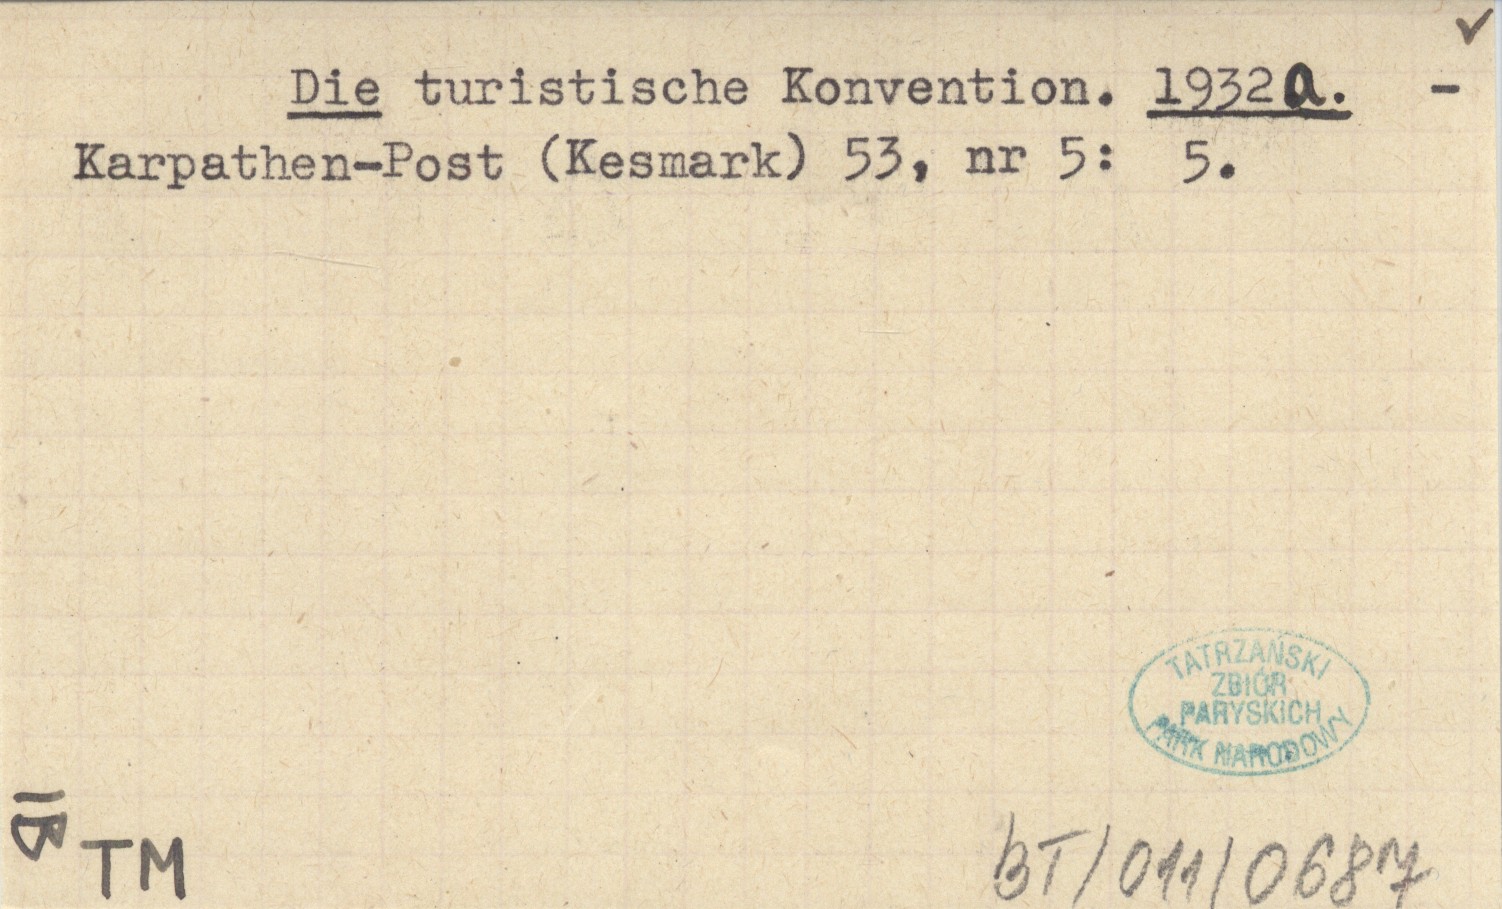 ✓
Die turistische Konvention. 1932a. -
Karpathen-Post (Kesmark) 53, nr 5: 5.
TATRZAŃSKI
ZBIÓR
PARYSKICH
PARK NARODOWY
TM
BT/011/0687